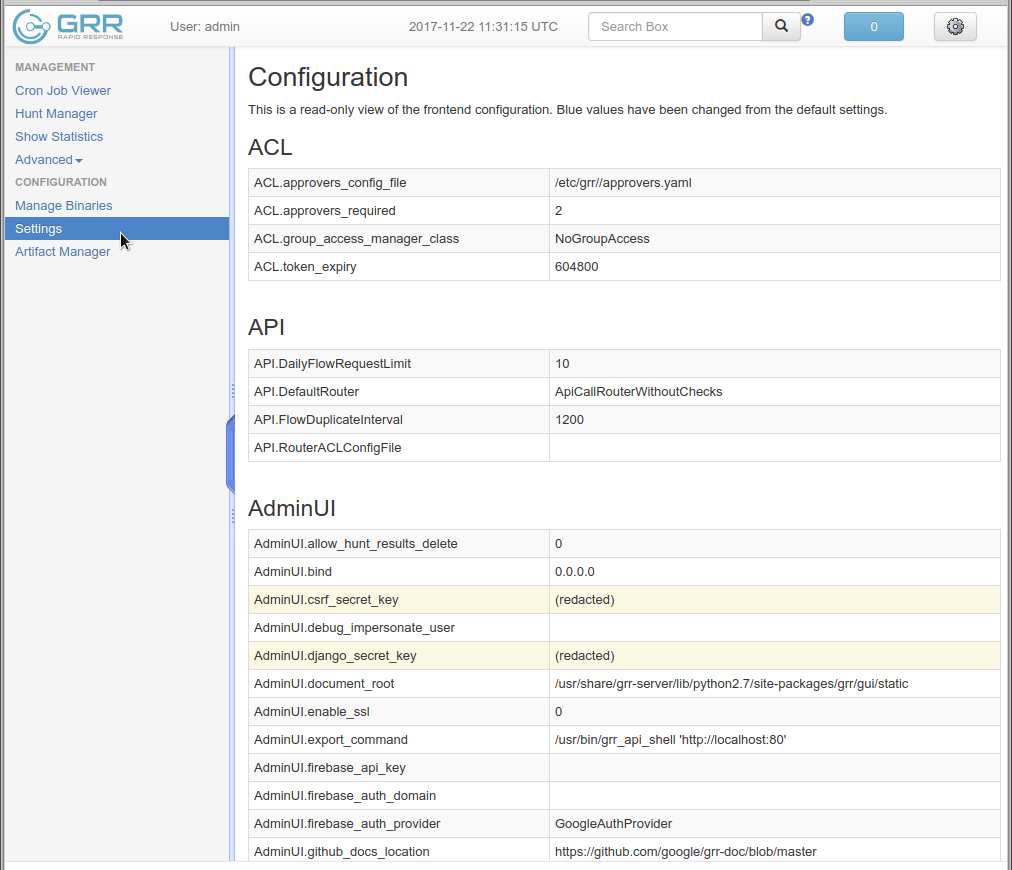 GRR
RAPID RESPONSE
User: admin
2017-11-22 11:31:15 UTC
Search Box
?
0
MANAGEMENT
Cron Job Viewer
Hunt Manager
Show Statistics
Advanced
CONFIGURATION
Manage Binaries
Settings
Artifact Manager
Configuration
This is a read-only view of the frontend configuration. Blue values have been changed from the default settings.
ACL
ACL.approvers_config_file /etc/grr//approvers.yaml
ACL.approvers_required 2
ACL.group_access_manager_class NoGroupAccess
ACL.token_expiry 604800
API
API.DailyFlowRequestLimit 10
API.DefaultRouter ApiCallRouterWithoutChecks
API.FlowDuplicateInterval 1200
API.RouterACLConfigFile
AdminUI
AdminUI.allow_hunt_results_delete 0
AdminUI.bind 0.0.0.0
AdminUI.csrf_secret_key (redacted)
AdminUI.debug_impersonate_user
AdminUI.django_secret_key (redacted)
AdminUI.document_root /usr/share/grr-server/lib/python2.7/site-packages/grr/gui/static
AdminUI.enable_ssl 0
AdminUI.export_command /usr/bin/grr_api_shell 'http://localhost:80'
AdminUI.firebase_api_key
AdminUI.firebase_auth_domain
AdminUI.firebase_auth_provider GoogleAuthProvider
AdminUI.github_docs_location https://github.com/google/grr-doc/blob/master